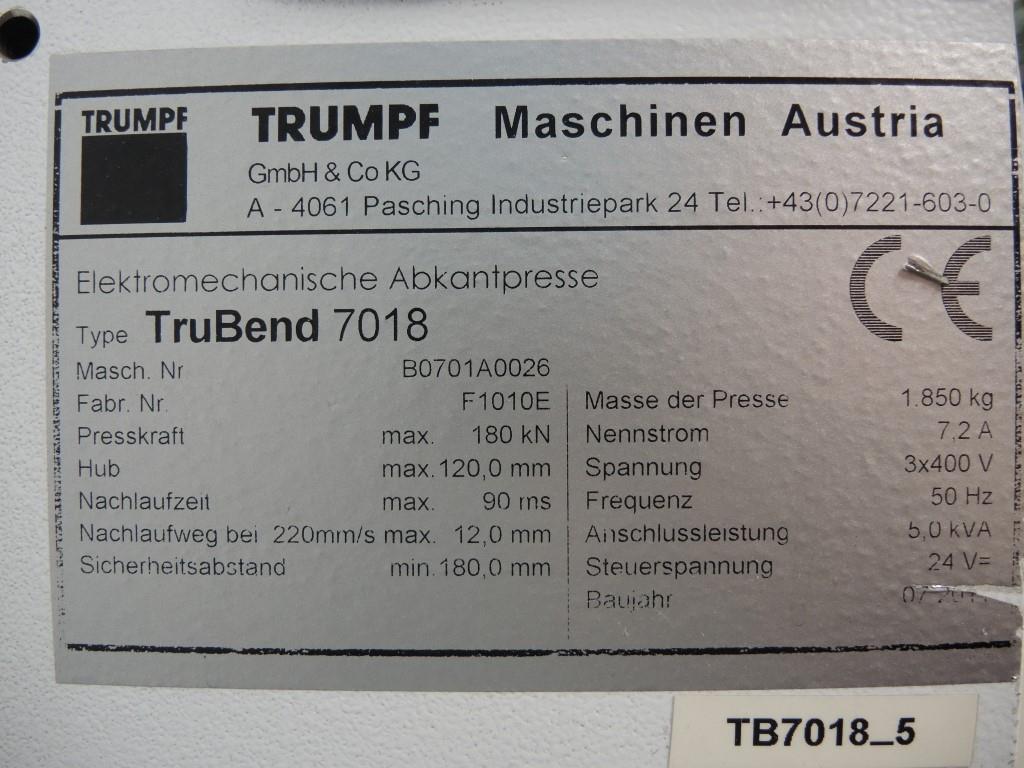 TRUMPF
TRUMPF Maschinen Austria
GmbH & Co KG
A - 4061 Pasching Industriepark 24 Tel.:+43(0)7221-603-0
CE
Elektromechanische Abkantpresse
Type TruBend 7018
Masch. Nr B0701A0026
Fabr. Nr. F1010E
Presskraft max. 180 kN
Hub max. 120,0 mm
Nachlaufzeit max. 90 ms
Nachlaufweg bei 220mm/s max. 12,0 mm
Sicherheitsabstand min. 180,0 mm
Masse der Presse 1.850 kg
Nennstrom 7,2 A
Spannung 3x400 V
Frequenz 50 Hz
Anschlussleistung 5,0 kVA
Steuerspannung 24 V=
Baujahr
TB7018_5